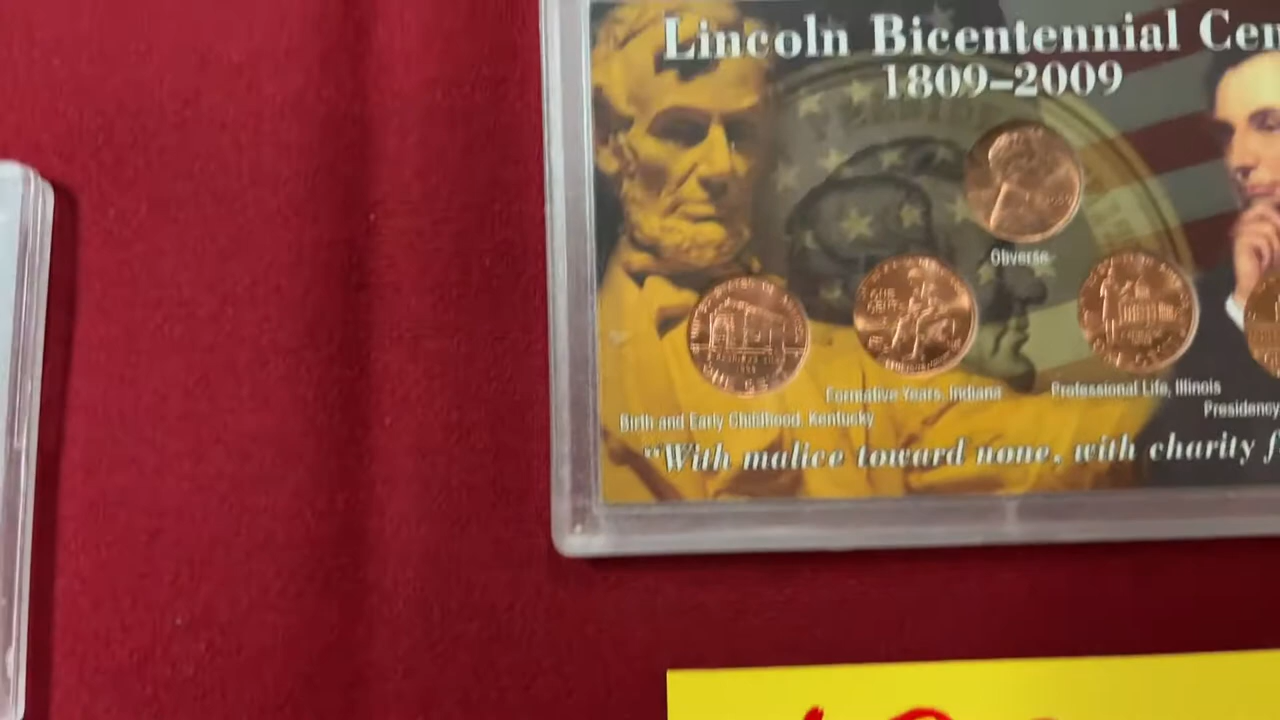 Lincoln Bicentennial Cen
1809–2009
Obverse
Formative Years, Indiana
Professional Life, Illinois
Birth and Early Childhood, Kentucky
Presidency
"With malice toward none, with charity f